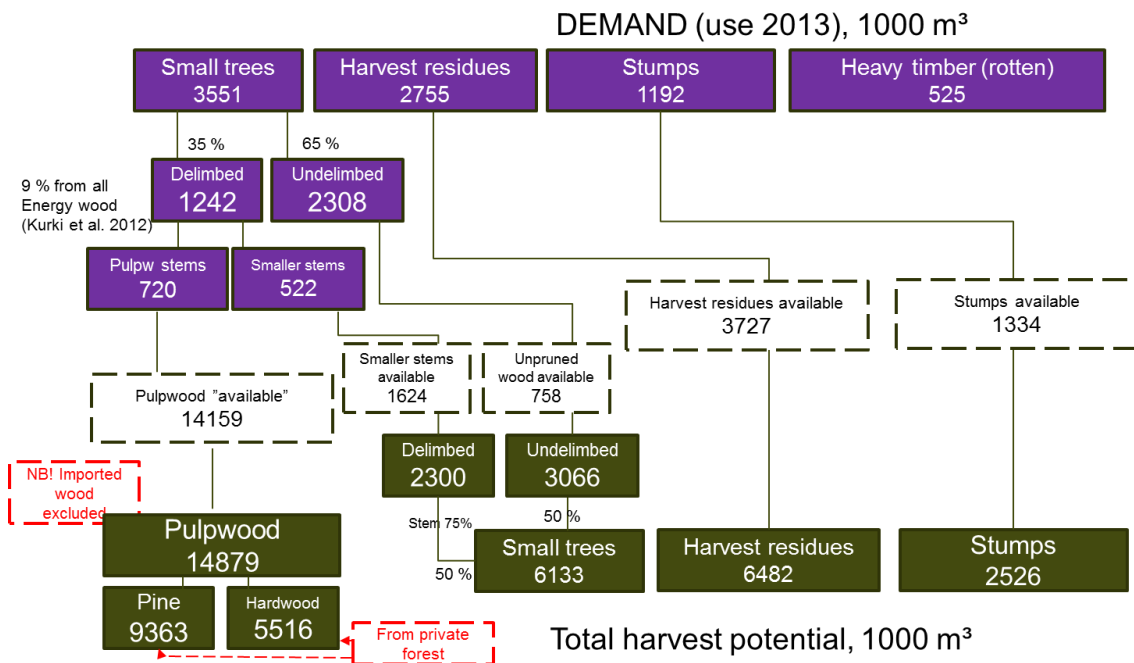 DEMAND (use 2013), 1000 m³
Small trees
3551
Harvest residues
2755
Stumps
1192
Heavy timber (rotten)
525
35 %
65 %
9 % from all
Energy wood
(Kurki et al. 2012)
Delimbed
1242
Undelimbed
2308
Pulpw stems
720
Smaller stems
522
Harvest residues available
3727
Stumps available
1334
Smaller stems
available
1624
Unpruned
wood available
758
Pulpwood ”available”
14159
Delimbed
2300
Undelimbed
3066
NB! Imported
wood
excluded
Stem 75%
50 %
50 %
Pulpwood
14879
Small trees
6133
Harvest residues
6482
Stumps
2526
Pine
9363
Hardwood
5516
From private
forest
Total harvest potential, 1000 m³